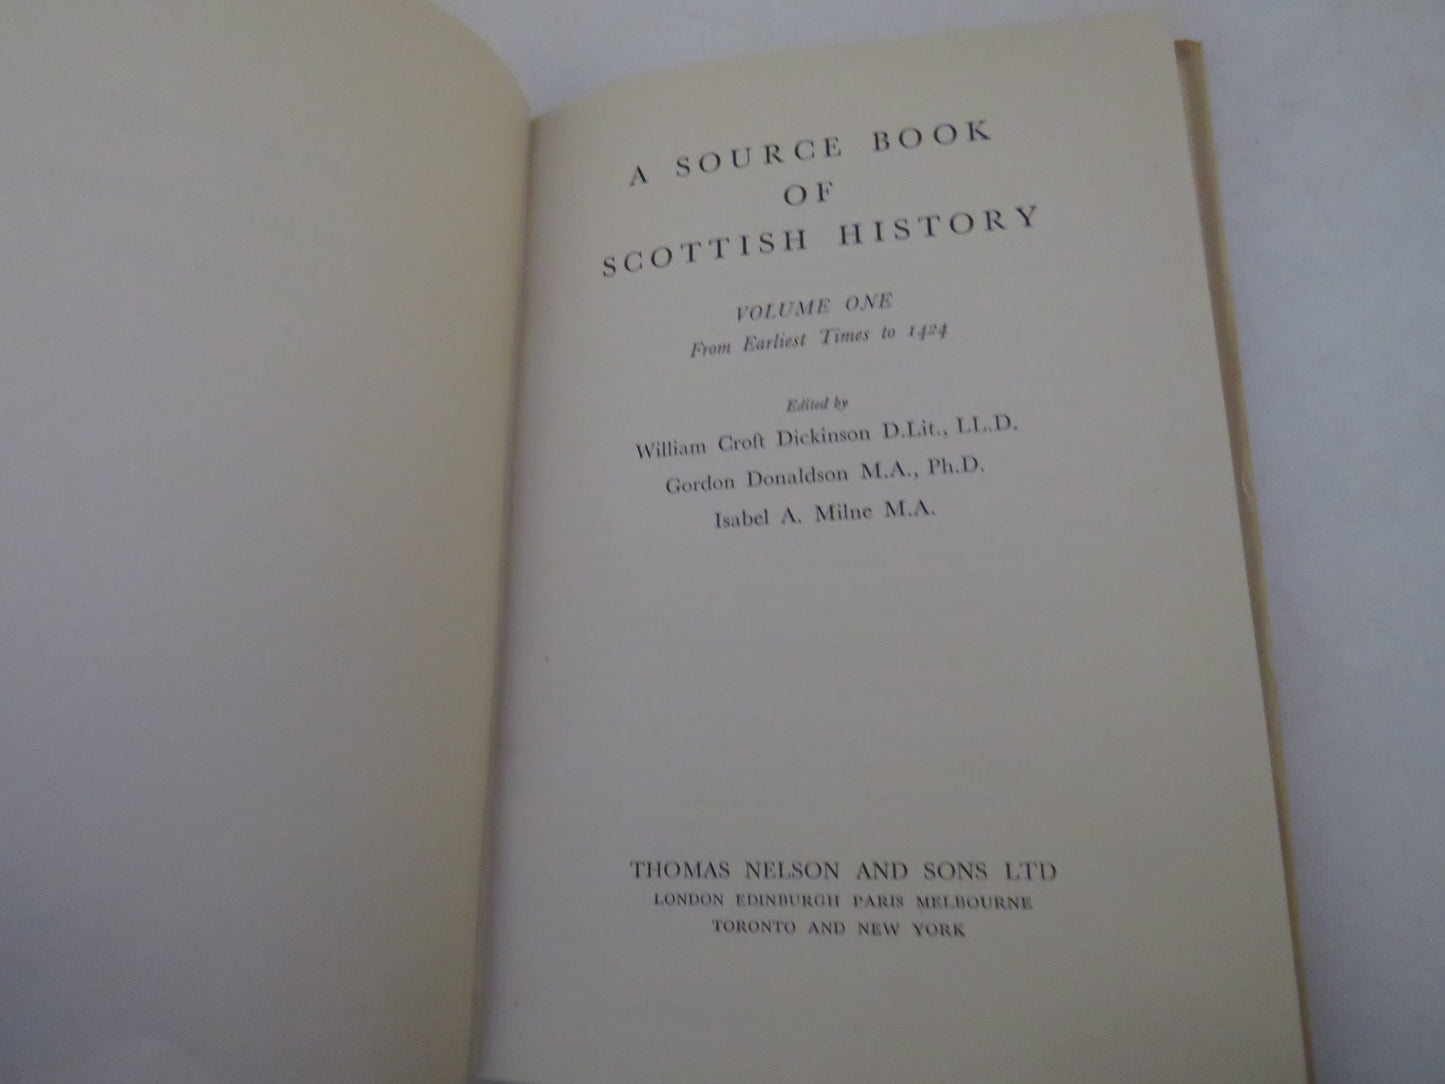 A SOURCE BOOK
OF
SCOTTISH HISTORY
VOLUME ONE
From Earliest Times to 1424
Edited by
William Croft Dickinson D.Lit., LL.D.
Gordon Donaldson M.A., Ph.D.
Isabel A. Milne M.A.
THOMAS NELSON AND SONS LTD
LONDON EDINBURGH PARIS MELBOURNE
TORONTO AND NEW YORK